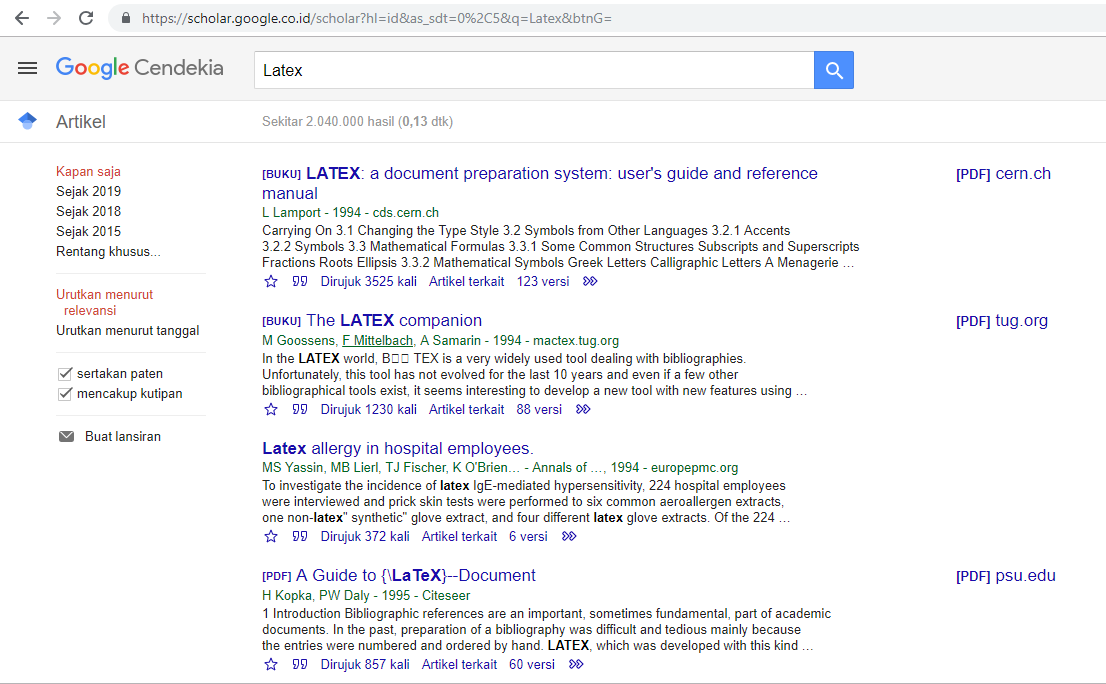 https://scholar.google.co.id/scholar?hl=id&as_sdt=0%2C5&q=Latex&btnG=
Google Cendekia
Latex
Artikel
Sekitar 2.040.000 hasil (0,13 dtk)
Kapan saja
Sejak 2019
Sejak 2018
Sejak 2015
Rentang khusus...
Urutkan menurut
relevansi
Urutkan menurut tanggal
sertakan paten
mencakup kutipan
Buat lansiran
[BUKU] LATEX: a document preparation system: user's guide and reference
manual
[PDF] cern.ch
L Lamport - 1994 - cds.cern.ch
Carrying On 3.1 Changing the Type Style 3.2 Symbols from Other Languages 3.2.1 Accents
3.2.2 Symbols 3.3 Mathematical Formulas 3.3.1 Some Common Structures Subscripts and Superscripts
Fractions Roots Ellipsis 3.3.2 Mathematical Symbols Greek Letters Calligraphic Letters A Menagerie …
Dirujuk 3525 kali Artikel terkait 123 versi
[BUKU] The LATEX companion
[PDF] tug.org
M Goossens, F Mittelbach, A Samarin - 1994 - mactex.tug.org
In the LATEX world, B□□ TEX is a very widely used tool dealing with bibliographies.
Unfortunately, this tool has not evolved for the last 10 years and even if a few other
bibliographical tools exist, it seems interesting to develop a new tool with new features using …
Dirujuk 1230 kali Artikel terkait 88 versi
Latex allergy in hospital employees.
MS Yassin, MB Lierl, TJ Fischer, K O'Brien… - Annals of …, 1994 - europepmc.org
To investigate the incidence of latex IgE-mediated hypersensitivity, 224 hospital employees
were interviewed and prick skin tests were performed to six common aeroallergen extracts,
one non-latex" synthetic" glove extract, and four different latex glove extracts. Of the 224 …
Dirujuk 372 kali Artikel terkait 6 versi
[PDF] A Guide to {\LaTeX}--Document
[PDF] psu.edu
H Kopka, PW Daly - 1995 - Citeseer
1 Introduction Bibliographic references are an important, sometimes fundamental, part of academic
documents. In the past, preparation of a bibliography was difficult and tedious mainly because
the entries were numbered and ordered by hand. LATEX, which was developed with this kind …
Dirujuk 857 kali Artikel terkait 60 versi